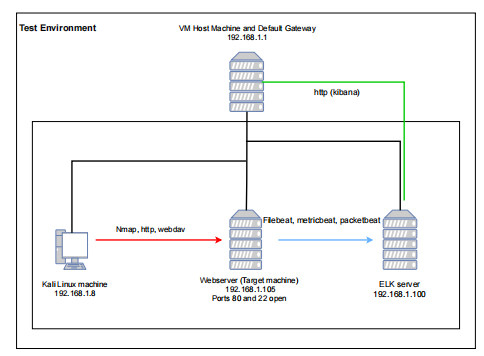 Test Environment
VM Host Machine and Default Gateway
192.168.1.1
http (kibana)
Nmap, http, webdav
Filebeat, metricbeat, packetbeat
Kali Linux machine
192.168.1.8
Webserver (Target machine)
192.168.1.105
Ports 80 and 22 open
ELK server
192.168.1.100